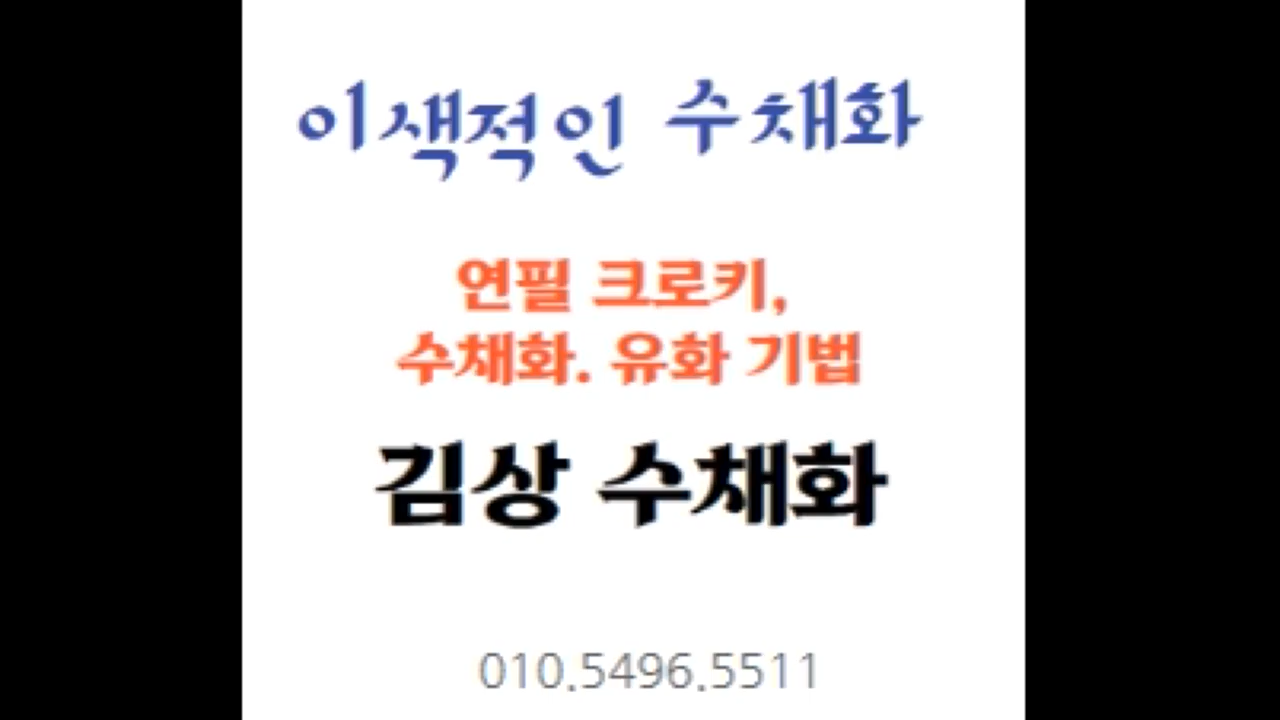 이색적인 수채화
연필 크로키,
수채화. 유화 기법
김상 수채화
010.5496.5511